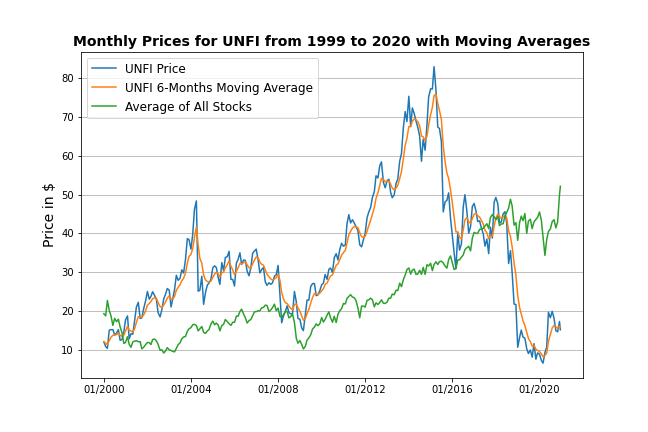 Monthly Prices for UNFI from 1999 to 2020 with Moving Averages
UNFI Price
UNFI 6-Months Moving Average
Average of All Stocks
Price in $
80
70
60
50
40
30
20
10
01/2000 01/2004 01/2008 01/2012 01/2016 01/2020